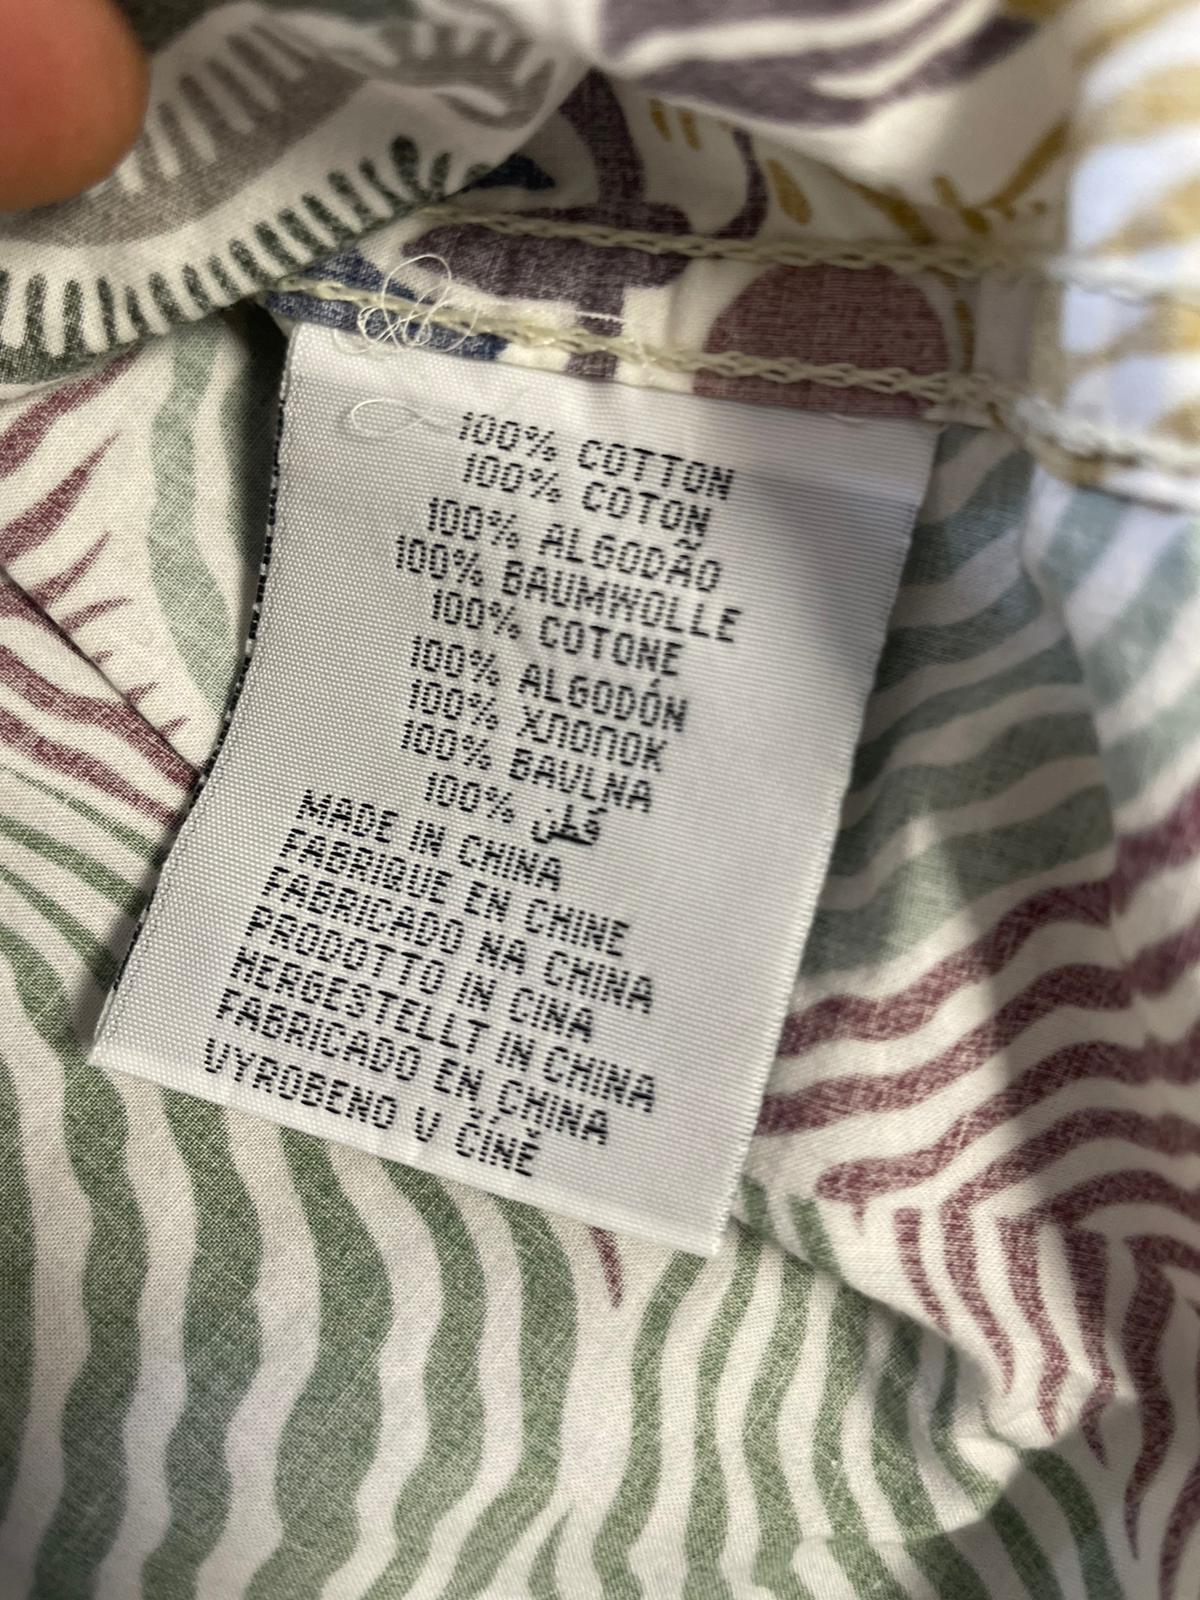 100% COTTON
100% COTON
100% ALGODÃO
100% BAUMWOLLE
100% COTONE
100% ALGODÓN
100% ХЛОПОК
100% BAVLNA
100% قطن
MADE IN CHINA
FABRIQUE EN CHINE
FABRICADO NA CHINA
PRODOTTO IN CINA
HERGESTELLT IN CHINA
FABRICADO EN CHINA
VYROBENO V ČÍNĚ